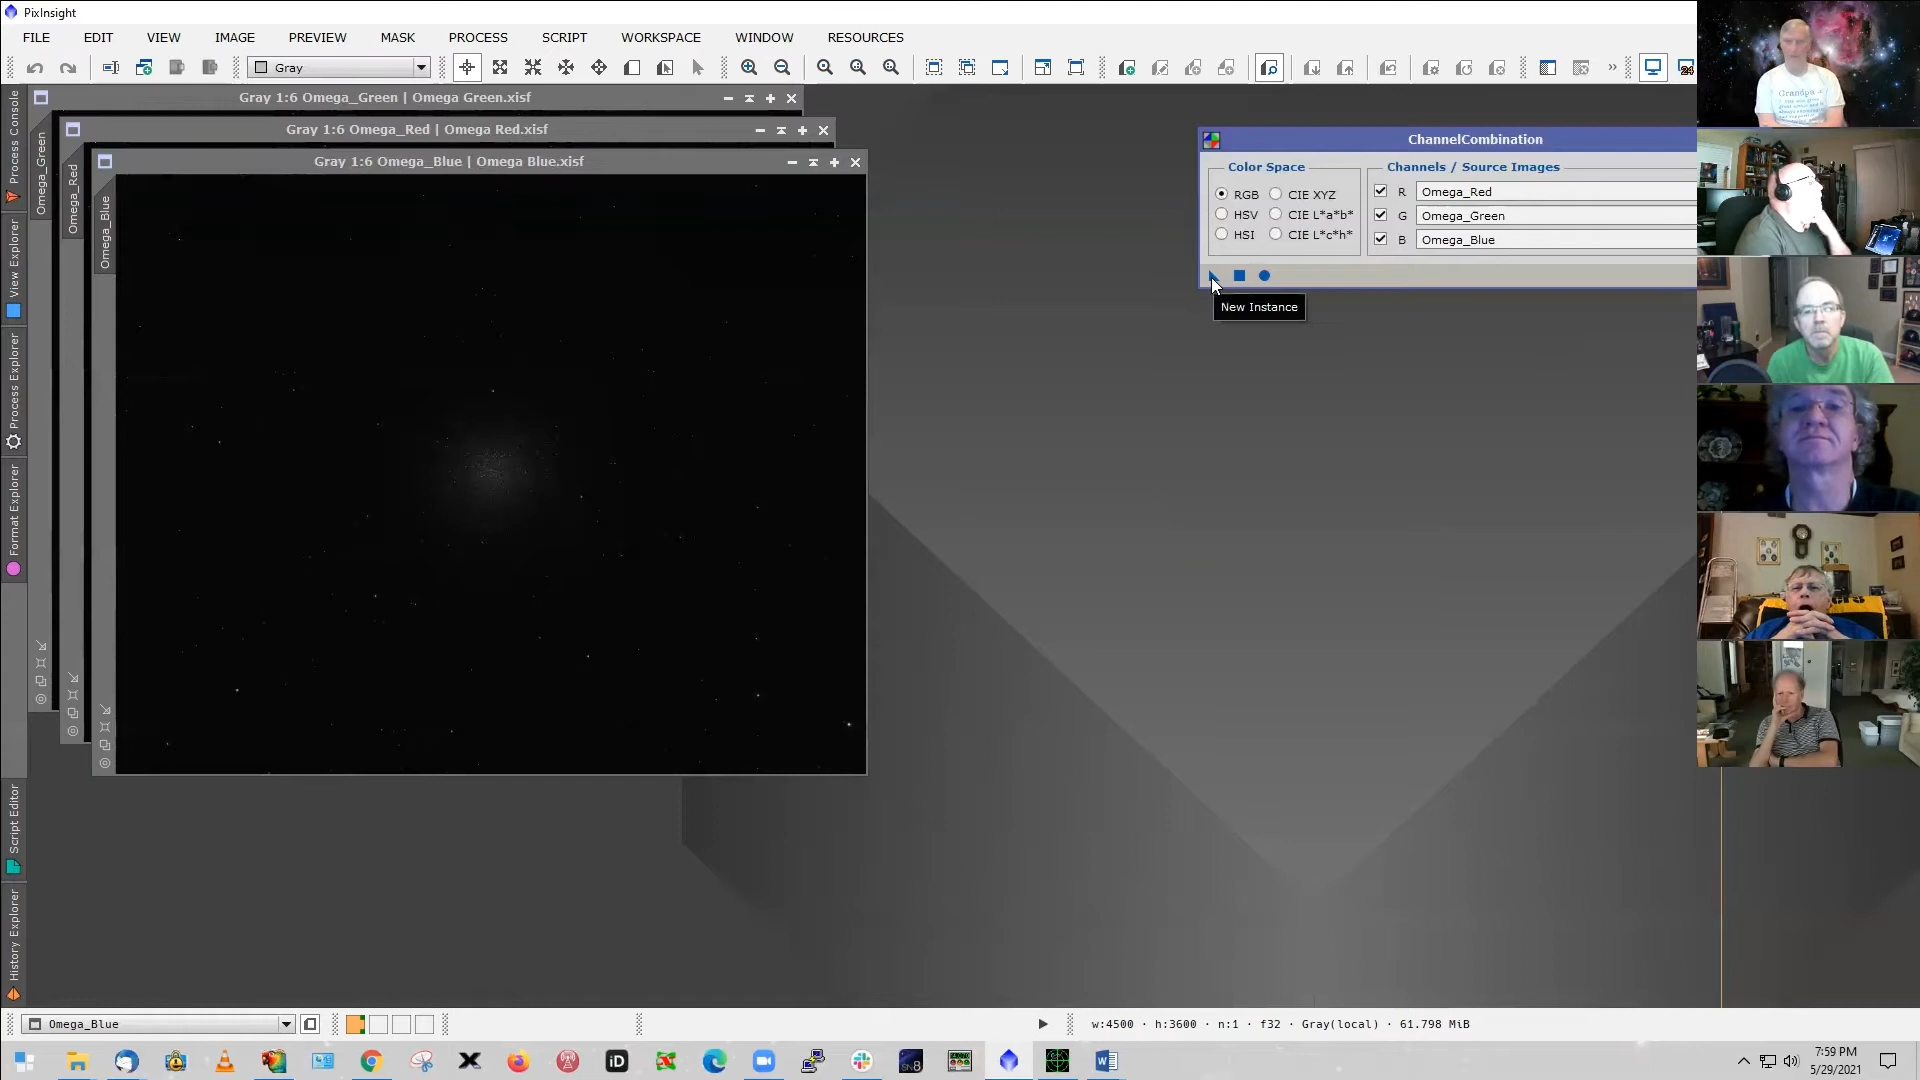 PixInsight
FILE EDIT VIEW IMAGE PREVIEW MASK PROCESS SCRIPT WORKSPACE WINDOW RESOURCES
Gray
24
Process Console
View Explorer
Process Explorer
Format Explorer
Script Editor
History Explorer
Gray 1:6 Omega_Green | Omega Green.xisf
Omega_Green
Gray 1:6 Omega_Red | Omega Red.xisf
Omega_Red
Gray 1:6 Omega_Blue | Omega Blue.xisf
Omega_Blue
ChannelCombination
Color Space
RGB CIE XYZ
HSV CIE L*a*b*
HSI CIE L*c*h*
Channels / Source Images
R Omega_Red
G Omega_Green
B Omega_Blue
New Instance
Grandpa
Omega_Blue
w:4500 · h:3600 · n:1 · f32 · Gray(local) · 61.798 MiB
iD
SN8
7:59 PM
5/29/2021